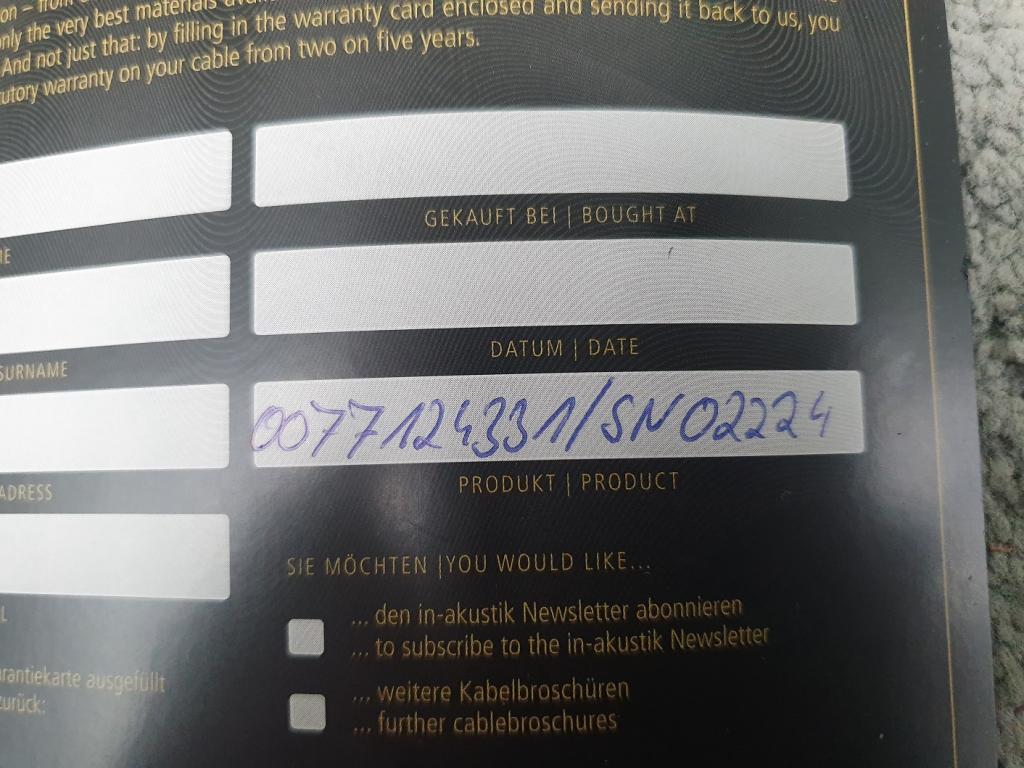 only the very best materials
And not just that: by filling in the warranty card enclosed and sending it back to us, you
tutory warranty on your cable from two on five years.
GEKAUFT BEI | BOUGHT AT
DATUM | DATE
SURNAME
0077124331/SN02224
PRODUKT | PRODUCT
ADRESS
SIE MÖCHTEN |YOU WOULD LIKE...
... den in-akustik Newsletter abonnieren
... to subscribe to the in-akustik Newsletter
... weitere Kabelbroschüren
... further cablebroschures
arantiekarte ausgefüllt
zurück: